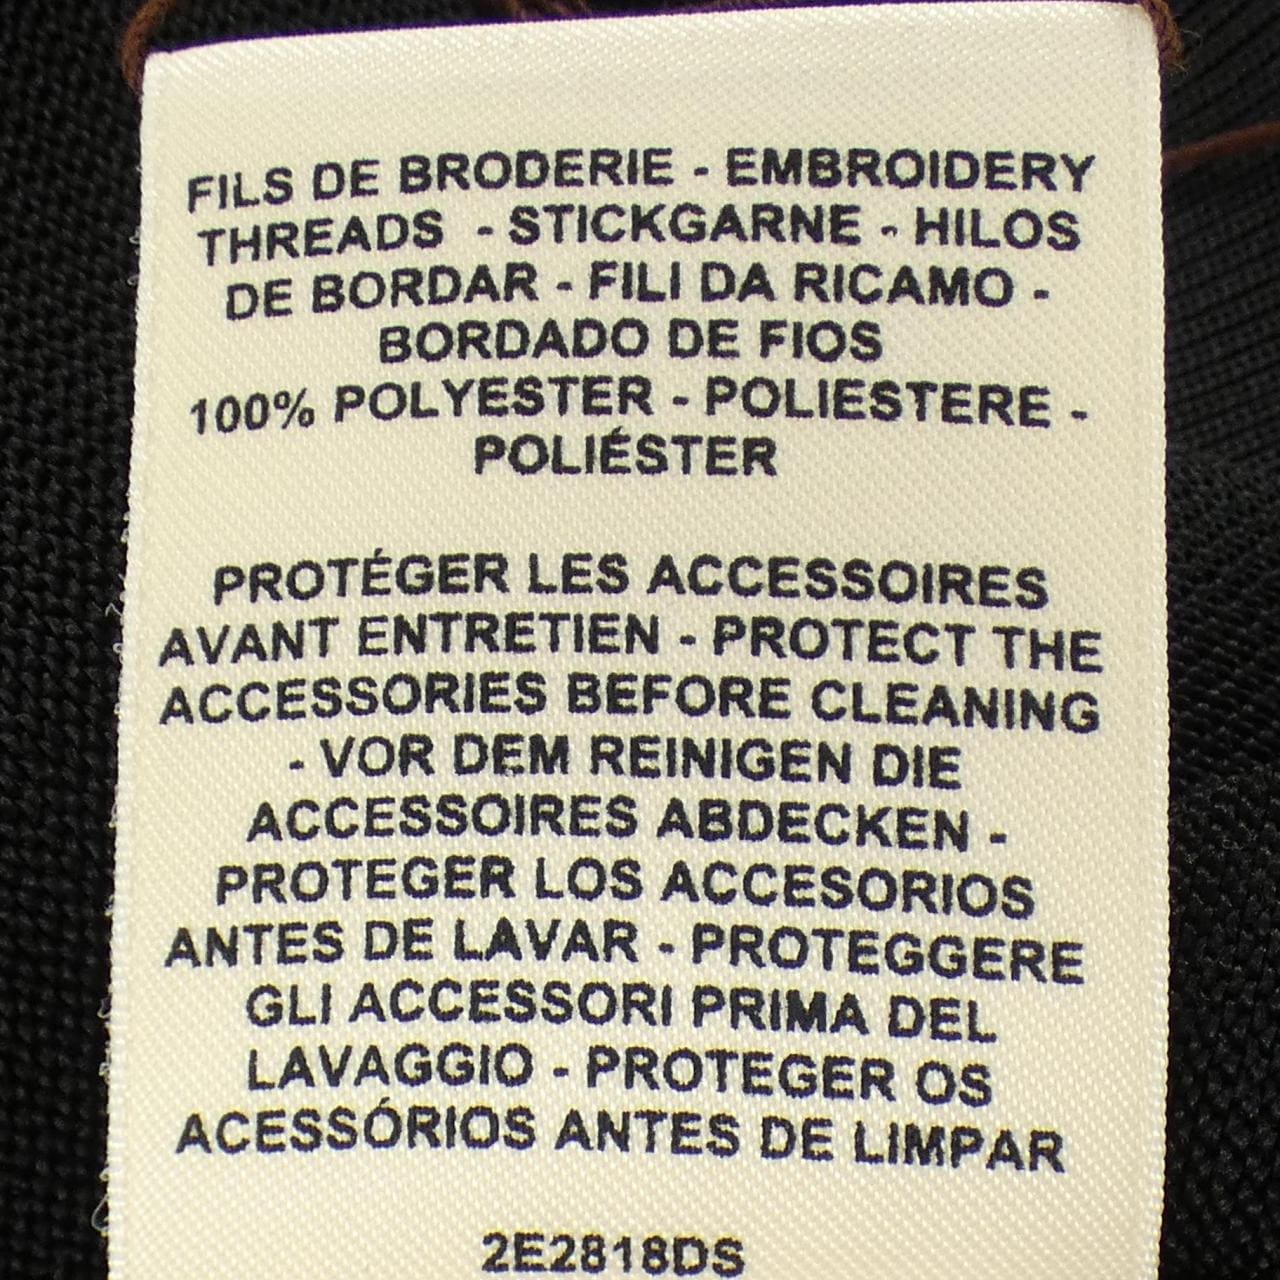 FILS DE BRODERIE - EMBROIDERY
THREADS - STICKGARNE - HILOS
DE BORDAR - FILI DA RICAMO -
BORDADO DE FIOS
100% POLYESTER - POLIESTERE -
POLIÉSTER
PROTÉGER LES ACCESSOIRES
AVANT ENTRETIEN - PROTECT THE
ACCESSORIES BEFORE CLEANING
- VOR DEM REINIGEN DIE
ACCESSOIRES ABDECKEN -
PROTEGER LOS ACCESORIOS
ANTES DE LAVAR - PROTEGGERE
GLI ACCESSORI PRIMA DEL
LAVAGGIO - PROTEGER OS
ACESSÓRIOS ANTES DE LIMPAR
2E2818DS